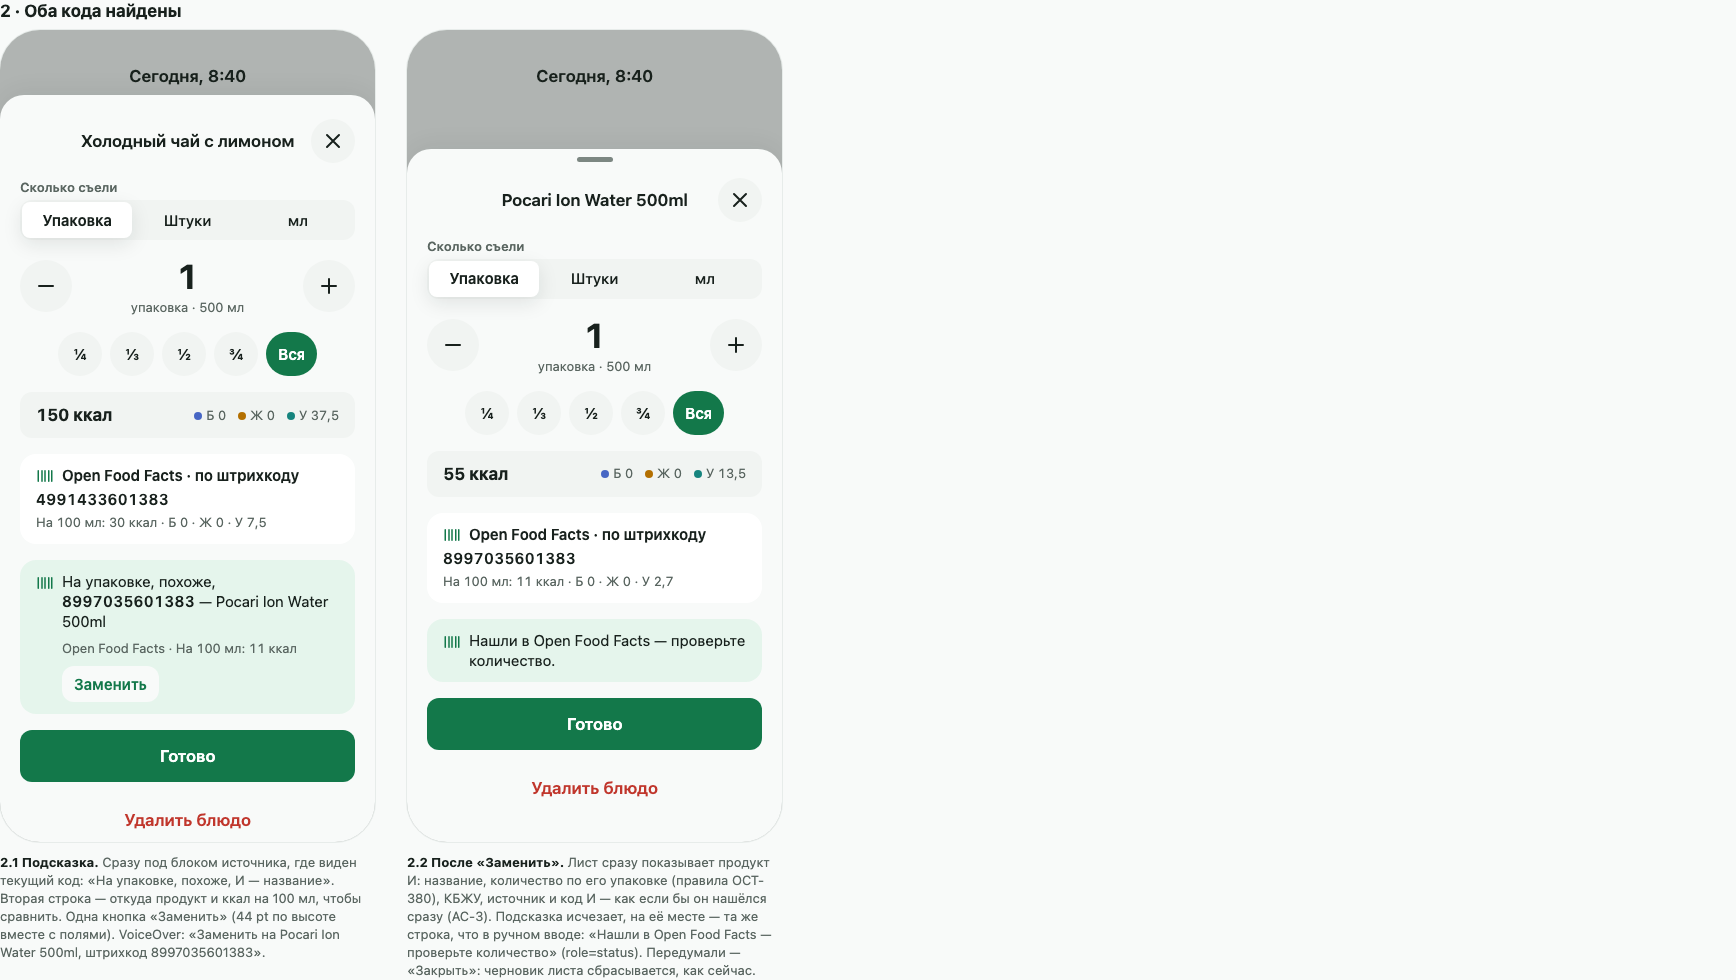 2 · Оба кода найдены
Сегодня, 8:40
Холодный чай с лимоном
Сколько съели
Упаковка
Штуки
мл
1
упаковка · 500 мл
¼
⅓
½
¾
Вся
150 ккал
Б 0
Ж 0
У 37,5
Open Food Facts · по штрихкоду
4991433601383
На 100 мл: 30 ккал · Б 0 · Ж 0 · У 7,5
На упаковке, похоже,
8997035601383 — Pocari Ion Water
500ml
Open Food Facts · На 100 мл: 11 ккал
Заменить
Готово
Удалить блюдо
2.1 Подсказка. Сразу под блоком источника, где виден
текущий код: «На упаковке, похоже, И — название».
Вторая строка — откуда продукт и ккал на 100 мл, чтобы
сравнить. Одна кнопка «Заменить» (44 pt по высоте
вместе с полями). VoiceOver: «Заменить на Pocari Ion
Water 500ml, штрихкод 8997035601383».
Сегодня, 8:40
Pocari Ion Water 500ml
Сколько съели
Упаковка
Штуки
мл
1
упаковка · 500 мл
¼
⅓
½
¾
Вся
55 ккал
Б 0
Ж 0
У 13,5
Open Food Facts · по штрихкоду
8997035601383
На 100 мл: 11 ккал · Б 0 · Ж 0 · У 2,7
Нашли в Open Food Facts — проверьте
количество.
Готово
Удалить блюдо
2.2 После «Заменить». Лист сразу показывает продукт
И: название, количество по его упаковке (правила OCT-
380), КБЖУ, источник и код И — как если бы он нашёлся
сразу (AC-3). Подсказка исчезает, на её месте — та же
строка, что в ручном вводе: «Нашли в Open Food Facts —
проверьте количество» (role=status). Передумали —
«Закрыть»: черновик листа сбрасывается, как сейчас.